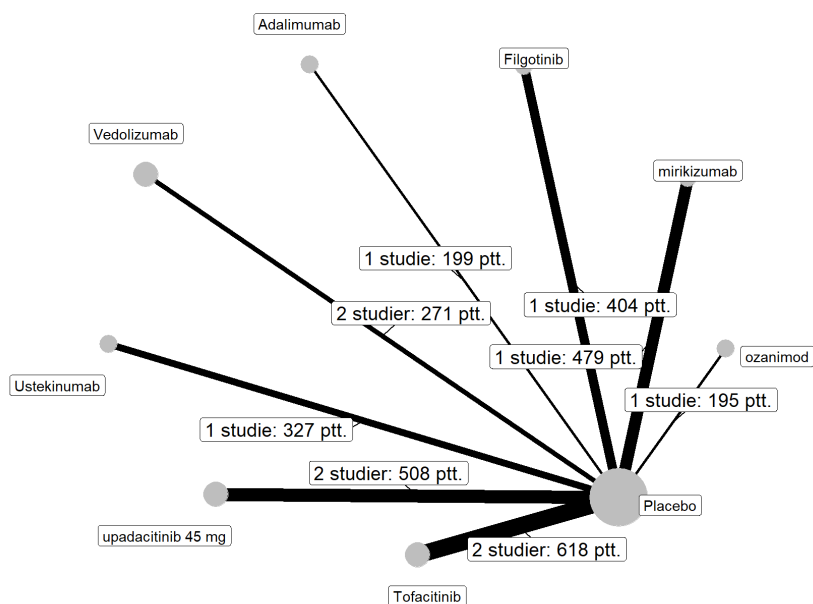 Adalimumab
Filgotinib
Vedolizumab
mirikizumab
1 studie: 199 ptt.
1 studie: 404 ptt.
2 studier: 271 ptt.
1 studie: 479 ptt.
ozanimod
Ustekinumab
1 studie: 195 ptt.
1 studie: 327 ptt.
2 studier: 508 ptt.
Placebo
upadacitinib 45 mg
2 studier: 618 ptt.
Tofacitinib